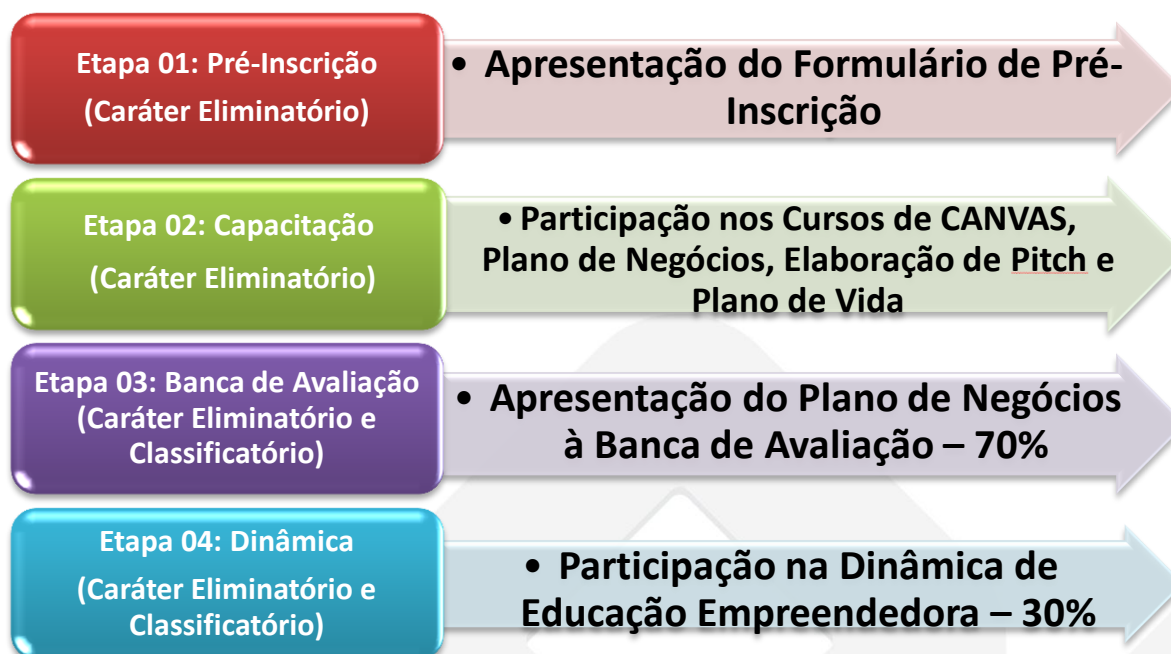 Etapa 01: Pré-Inscrição
(Caráter Eliminatório)
• Apresentação do Formulário de Pré-
Inscrição
Etapa 02: Capacitação
(Caráter Eliminatório)
• Participação nos Cursos de CANVAS,
Plano de Negócios, Elaboração de Pitch e
Plano de Vida
Etapa 03: Banca de Avaliação
(Caráter Eliminatório e
Classificatório)
• Apresentação do Plano de Negócios
à Banca de Avaliação – 70%
Etapa 04: Dinâmica
(Caráter Eliminatório e
Classificatório)
• Participação na Dinâmica de
Educação Empreendedora – 30%